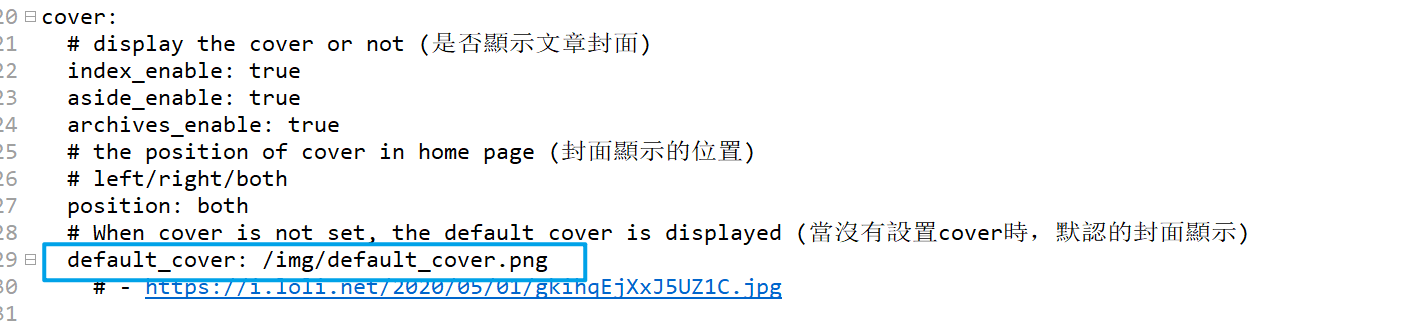 20 cover:
21 # display the cover or not (是否顯示文章封面)
22 index_enable: true
23 aside_enable: true
24 archives_enable: true
25 # the position of cover in home page (封面顯示的位置)
26 # left/right/both
27 position: both
28 # When cover is not set, the default cover is displayed (當沒有設置cover時，默認的封面顯示)
29 default_cover: /img/default_cover.png
30 # - https://i.loli.net/2020/05/01/gkihqEjXxJ5UZ1C.jpg
31